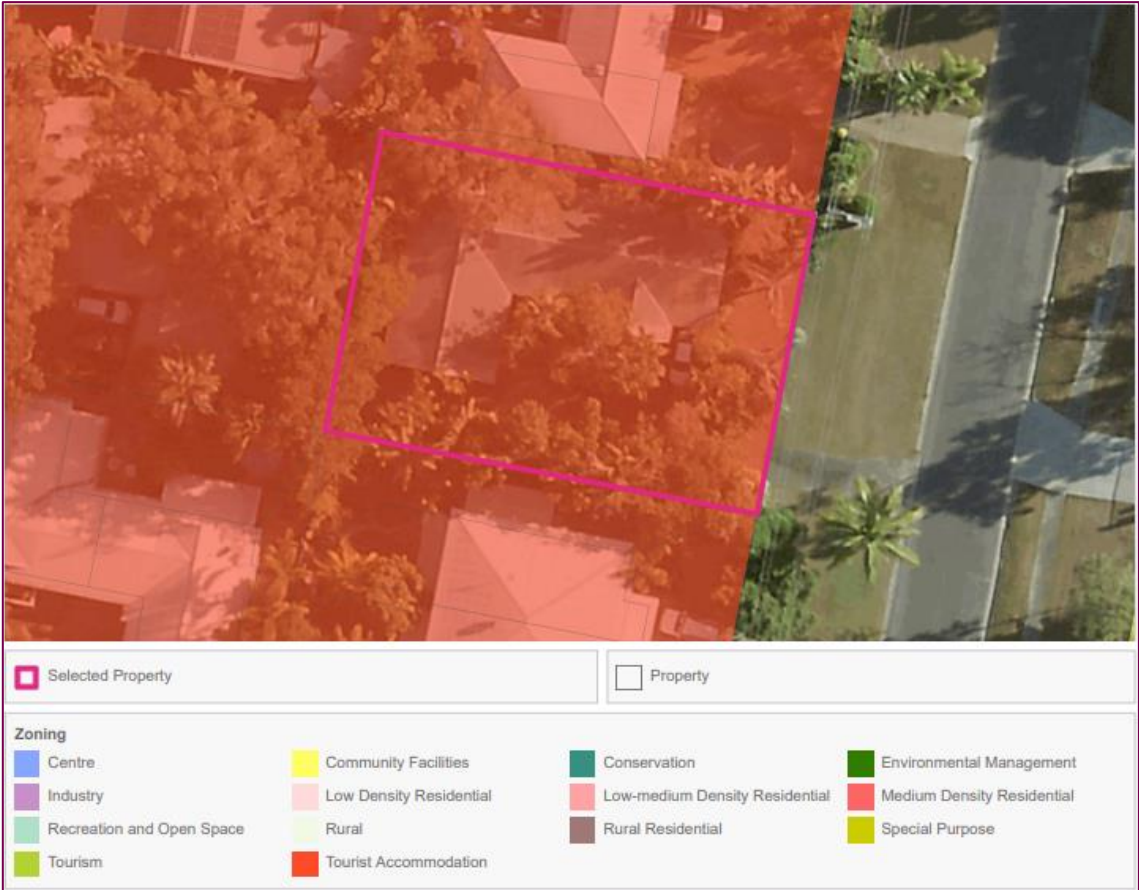 Selected Property
Property
Zoning
Centre
Community Facilities
Conservation
Environmental Management
Industry
Low Density Residential
Low-medium Density Residential
Medium Density Residential
Recreation and Open Space
Rural
Rural Residential
Special Purpose
Tourism
Tourist Accommodation